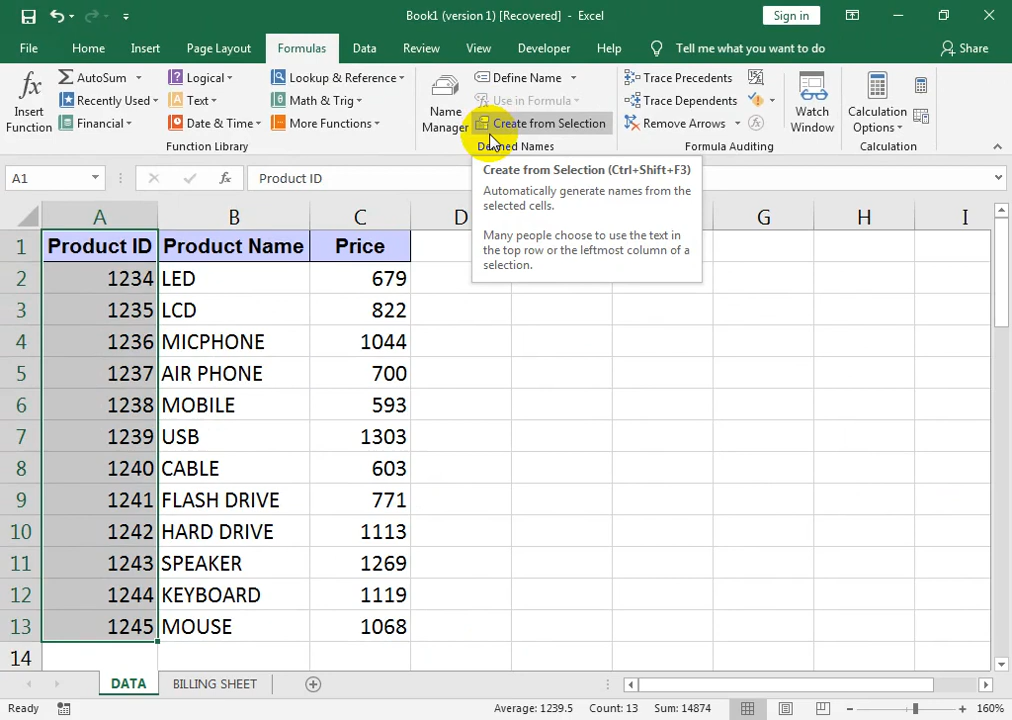 Book1 (version 1) [Recovered] - Excel
Sign in
File Home Insert Page Layout Formulas Data Review View Developer Help Tell me what you want to do Share
Insert Function
AutoSum
Recently Used
Financial
Logical
Text
Date & Time
Lookup & Reference
Math & Trig
More Functions
Function Library
Name Manager
Define Name
Use in Formula
Create from Selection
Defined Names
Trace Precedents
Trace Dependents
Remove Arrows
Formula Auditing
Watch Window
Calculation Options
Calculation
A1 fx Product ID
Create from Selection (Ctrl+Shift+F3)
Automatically generate names from the
selected cells.
Many people choose to use the text in
the top row or the leftmost column of a
selection.
A B C D G H I
1 Product ID Product Name Price
2 1234 LED 679
3 1235 LCD 822
4 1236 MICPHONE 1044
5 1237 AIR PHONE 700
6 1238 MOBILE 593
7 1239 USB 1303
8 1240 CABLE 603
9 1241 FLASH DRIVE 771
10 1242 HARD DRIVE 1113
11 1243 SPEAKER 1269
12 1244 KEYBOARD 1119
13 1245 MOUSE 1068
14
DATA BILLING SHEET
Ready Average: 1239.5 Count: 13 Sum: 14874 160%